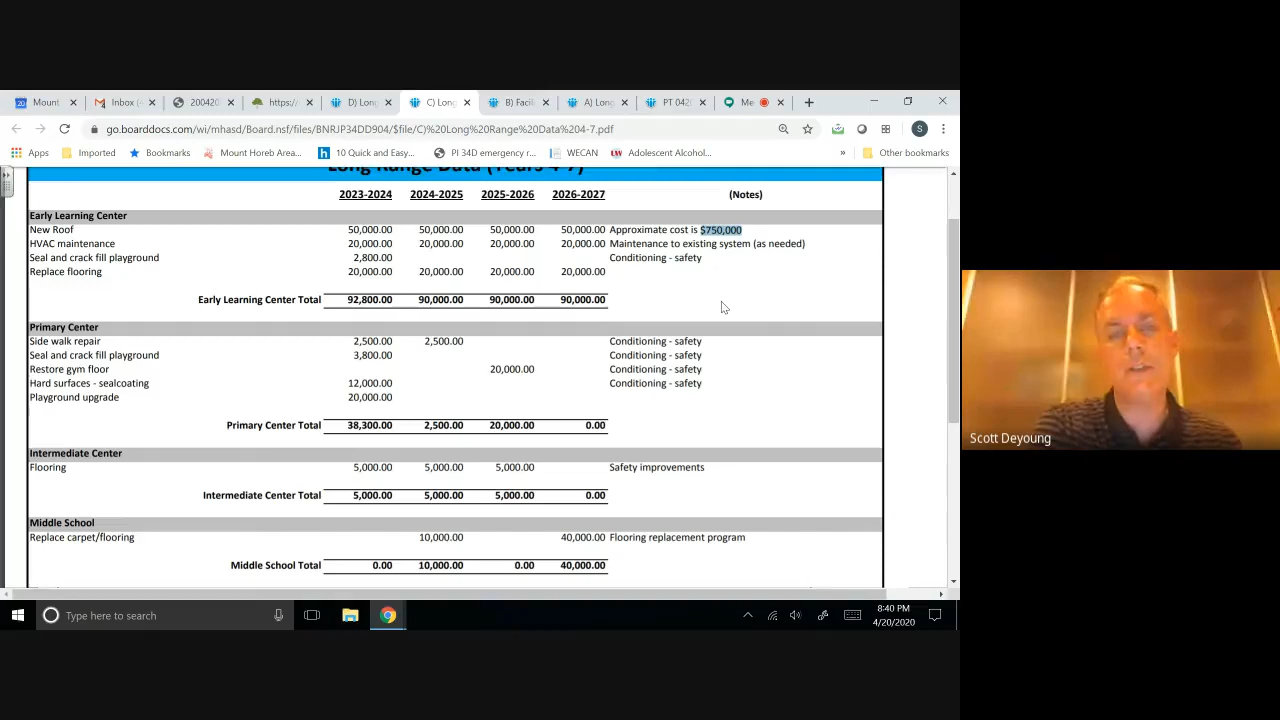 Mount
Inbox (
200420
https:/
D) Long
C) Long
B) Facili
A) Long
PT 042
Me
go.boarddocs.com/wi/mhasd/Board.nsf/files/BNRJP34DD904/$file/C)%20Long%20Range%20Data%204-7.pdf
S
Apps
Imported
Bookmarks
Mount Horeb Area...
10 Quick and Easy...
PI 34D emergency r...
WECAN
Adolescent Alcohol...
»
Other bookmarks
Long Range Data (Years 4-7)
2023-2024 2024-2025 2025-2026 2026-2027 (Notes)
Early Learning Center
New Roof 50,000.00 50,000.00 50,000.00 50,000.00 Approximate cost is $750,000
HVAC maintenance 20,000.00 20,000.00 20,000.00 20,000.00 Maintenance to existing system (as needed)
Seal and crack fill playground 2,800.00 Conditioning - safety
Replace flooring 20,000.00 20,000.00 20,000.00 20,000.00
Early Learning Center Total 92,800.00 90,000.00 90,000.00 90,000.00
Primary Center
Side walk repair 2,500.00 2,500.00 Conditioning - safety
Seal and crack fill playground 3,800.00 Conditioning - safety
Restore gym floor 20,000.00 Conditioning - safety
Hard surfaces - sealcoating 12,000.00 Conditioning - safety
Playground upgrade 20,000.00
Primary Center Total 38,300.00 2,500.00 20,000.00 0.00
Intermediate Center
Flooring 5,000.00 5,000.00 5,000.00 Safety improvements
Intermediate Center Total 5,000.00 5,000.00 5,000.00 0.00
Middle School
Replace carpet/flooring 10,000.00 40,000.00 Flooring replacement program
Middle School Total 0.00 10,000.00 0.00 40,000.00
Scott Deyoung
Type here to search
8:40 PM
4/20/2020